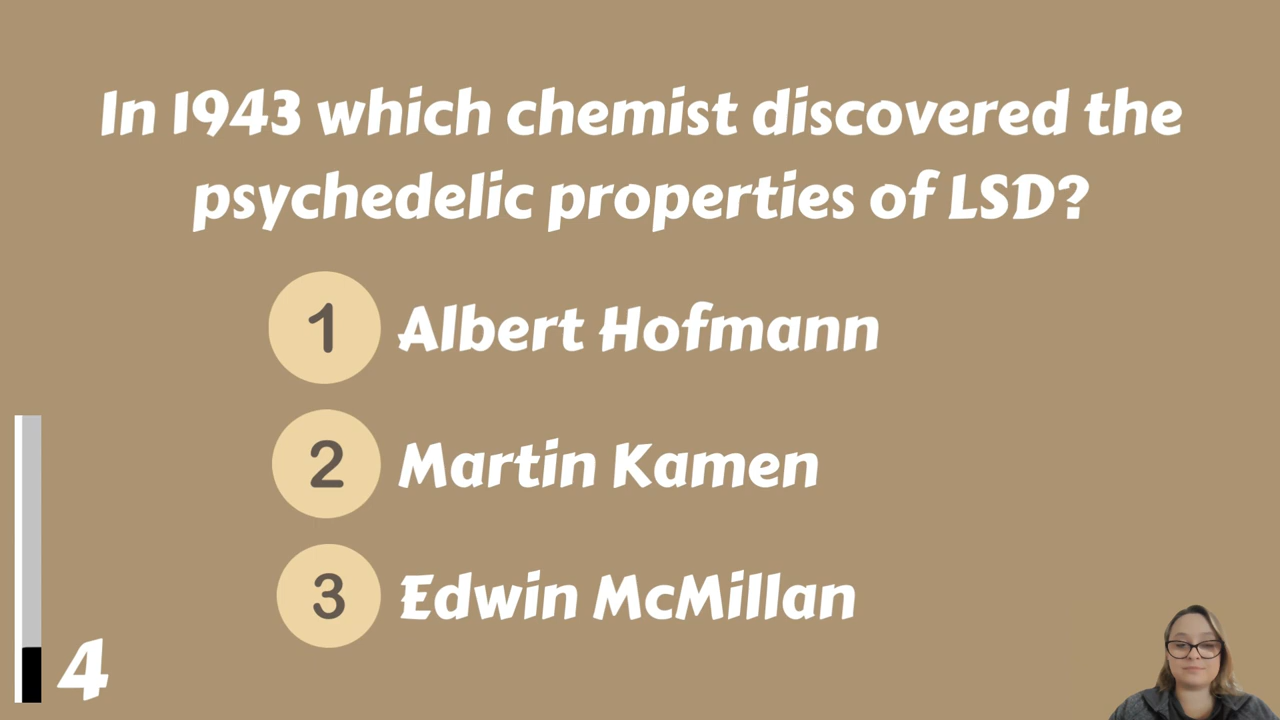 In 1943 which chemist discovered the
psychedelic properties of LSD?
1 Albert Hofmann
2 Martin Kamen
3 Edwin McMillan
4